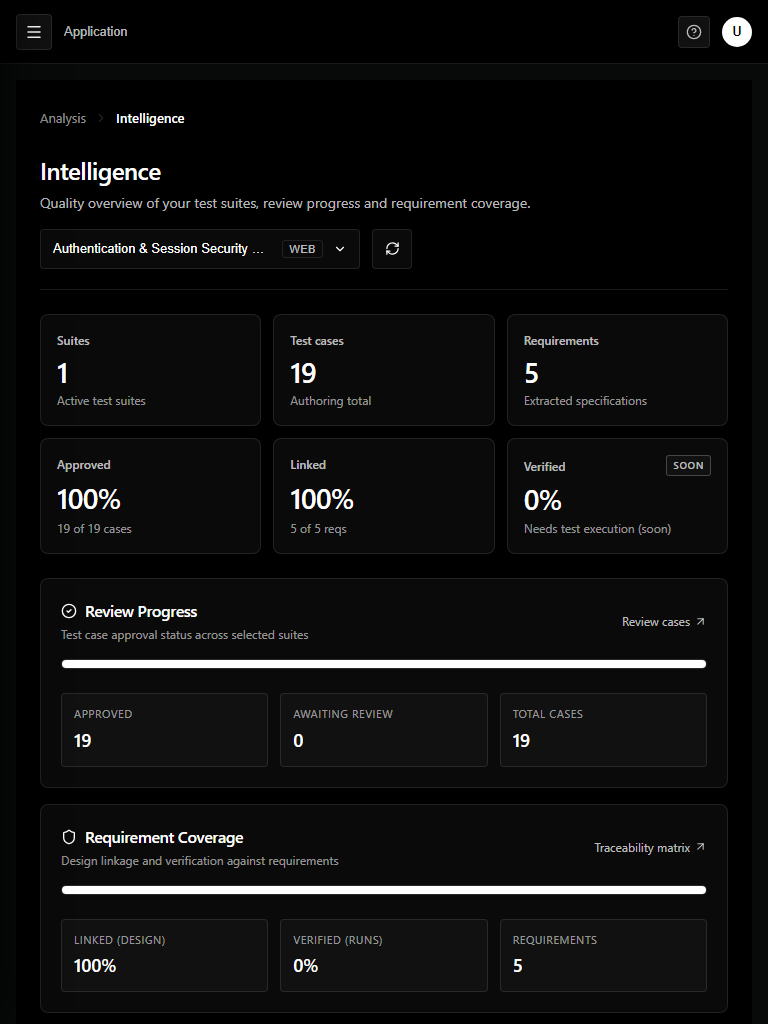 Application
U
Analysis
Intelligence
Intelligence
Quality overview of your test suites, review progress and requirement coverage.
Authentication & Session Security ...
WEB
Suites
1
Active test suites
Test cases
19
Authoring total
Requirements
5
Extracted specifications
Approved
100%
19 of 19 cases
Linked
100%
5 of 5 reqs
Verified
SOON
0%
Needs test execution (soon)
Review Progress
Test case approval status across selected suites
Review cases
APPROVED
19
AWAITING REVIEW
0
TOTAL CASES
19
Requirement Coverage
Design linkage and verification against requirements
Traceability matrix
LINKED (DESIGN)
100%
VERIFIED (RUNS)
0%
REQUIREMENTS
5